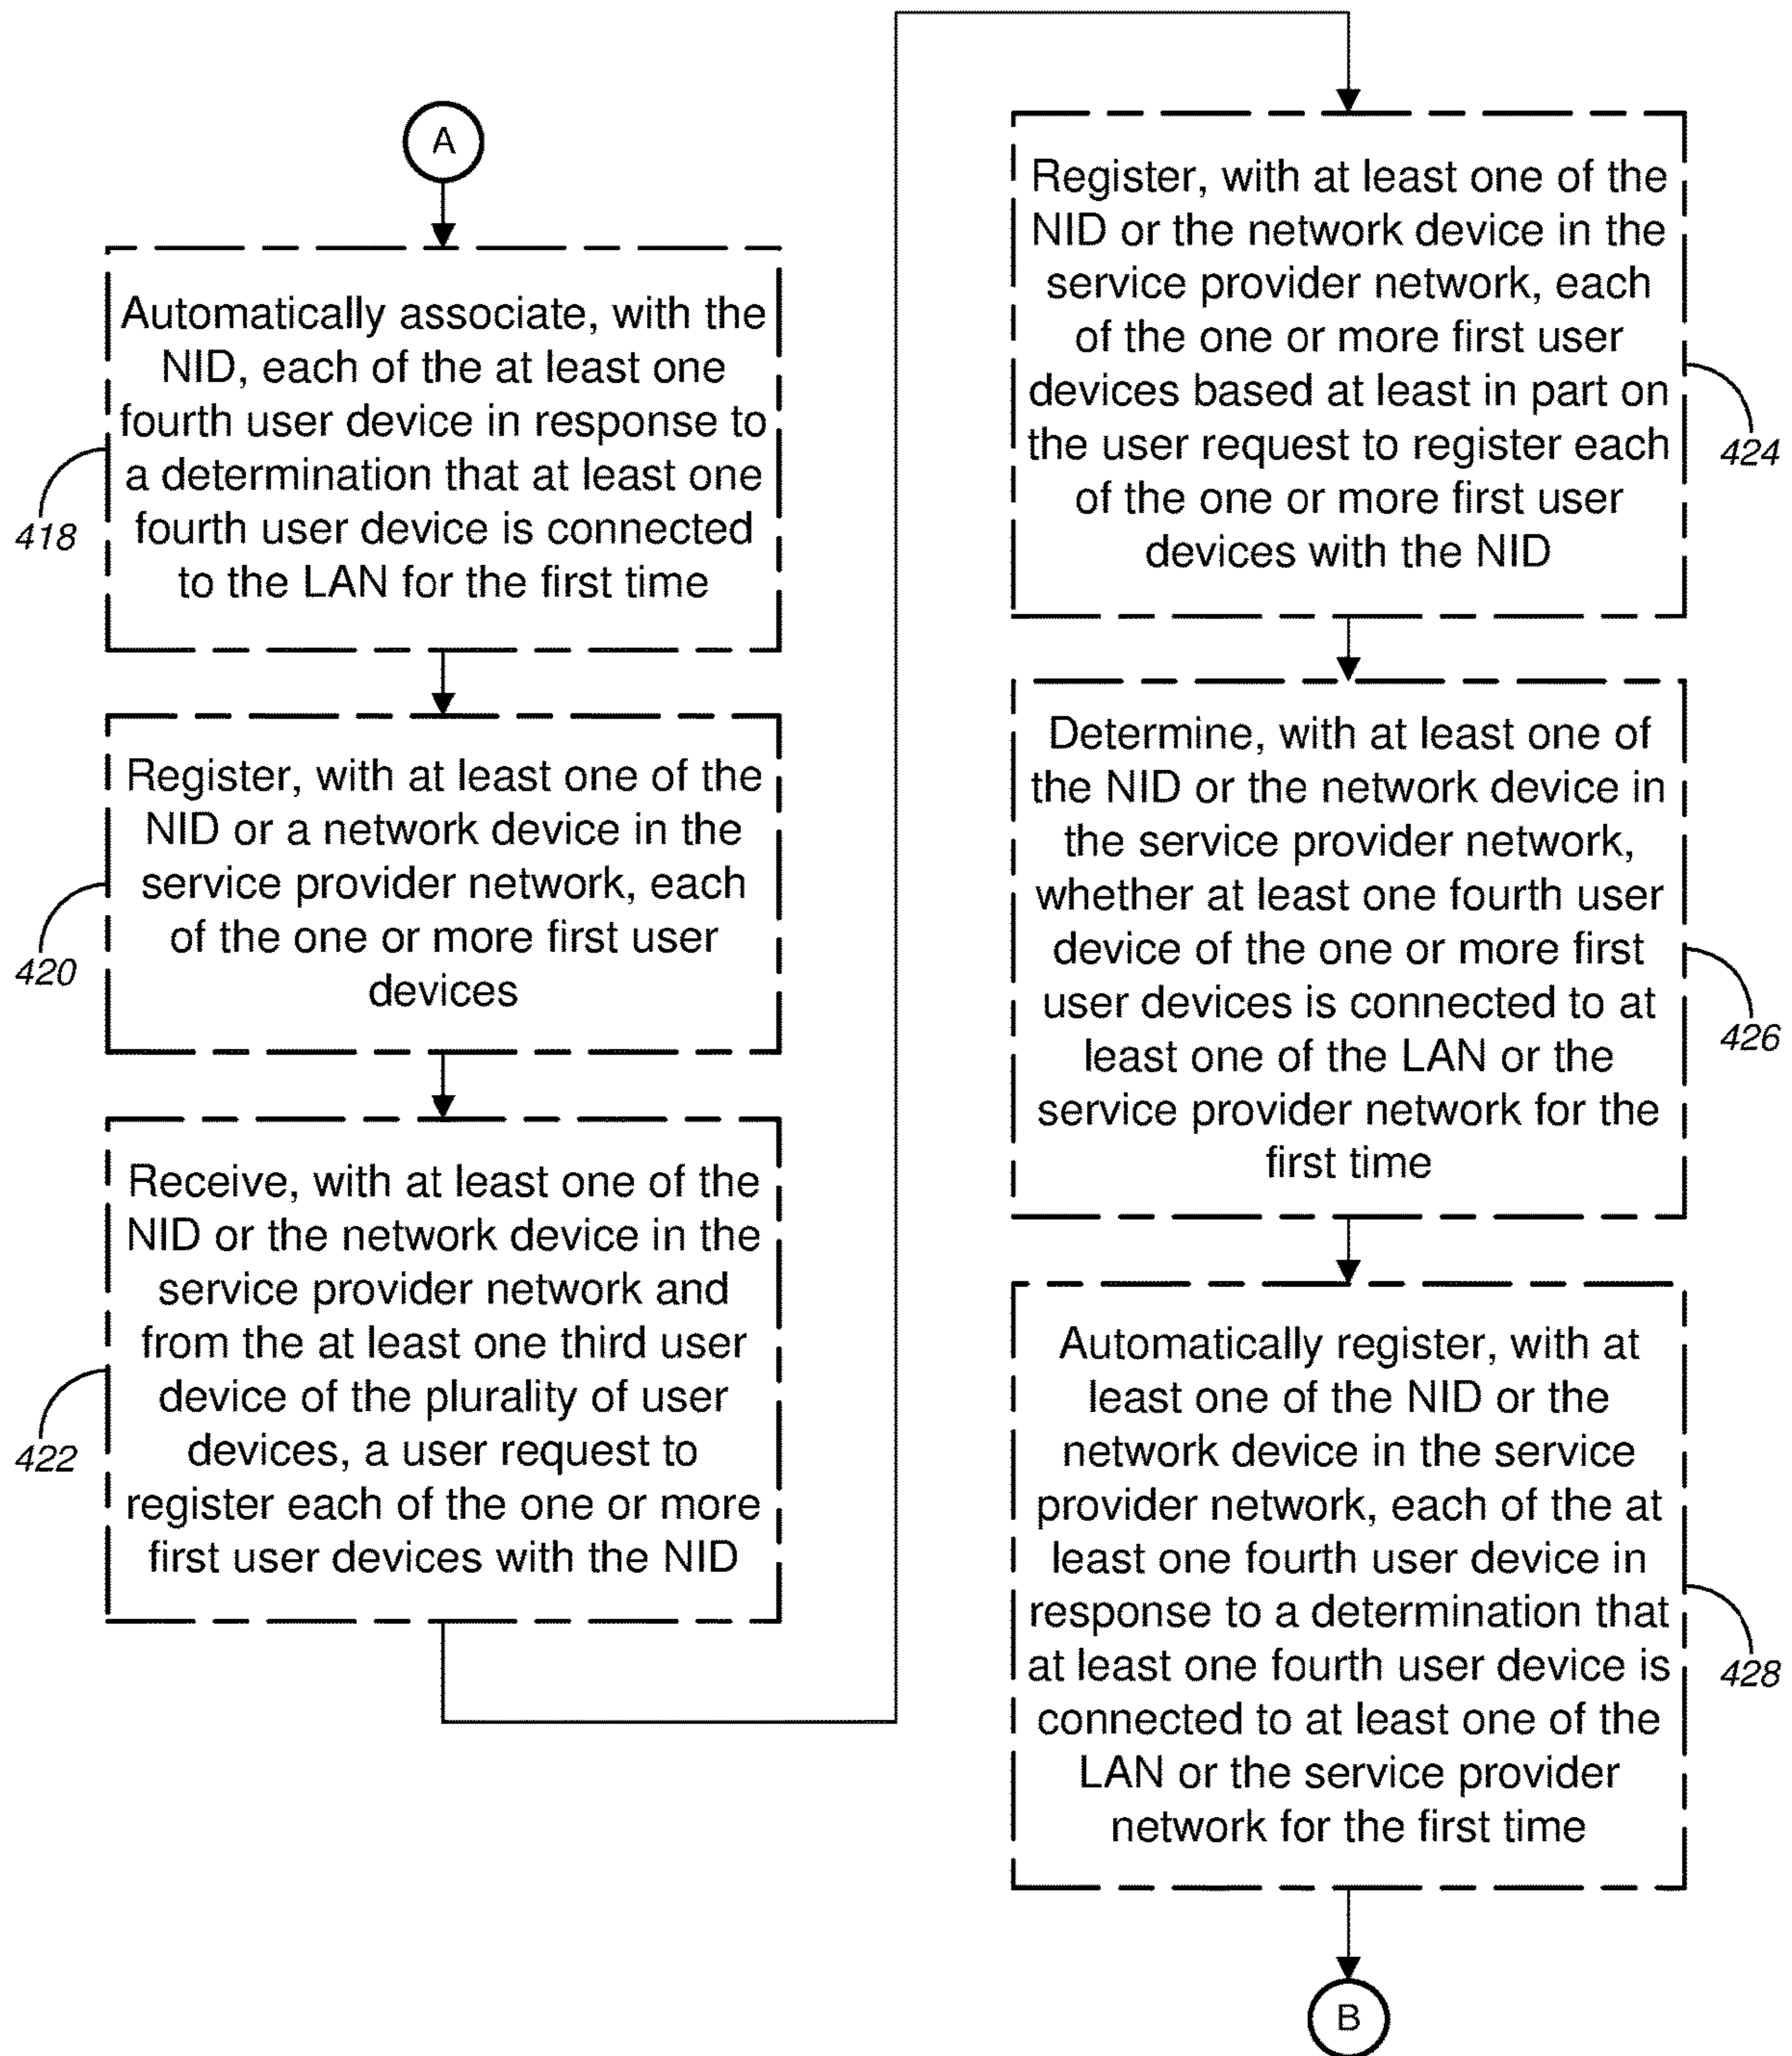 A
Automatically associate, with the
NID, each of the at least one
fourth user device in response to
a determination that at least one
fourth user device is connected
to the LAN for the first time
418
Register, with at least one of the
NID or a network device in the
service provider network, each
of the one or more first user
devices
420
Receive, with at least one of the
NID or the network device in the
service provider network and
from the at least one third user
device of the plurality of user
devices, a user request to
register each of the one or more
first user devices with the NID
422
Register, with at least one of the
NID or the network device in the
service provider network, each
of the one or more first user
devices based at least in part on
the user request to register each
of the one or more first user
devices with the NID
424
Determine, with at least one of
the NID or the network device in
the service provider network,
whether at least one fourth user
device of the one or more first
user devices is connected to at
least one of the LAN or the
service provider network for the
first time
426
Automatically register, with at
least one of the NID or the
network device in the service
provider network, each of the at
least one fourth user device in
response to a determination that
at least one fourth user device is
connected to at least one of the
LAN or the service provider
network for the first time
428
B